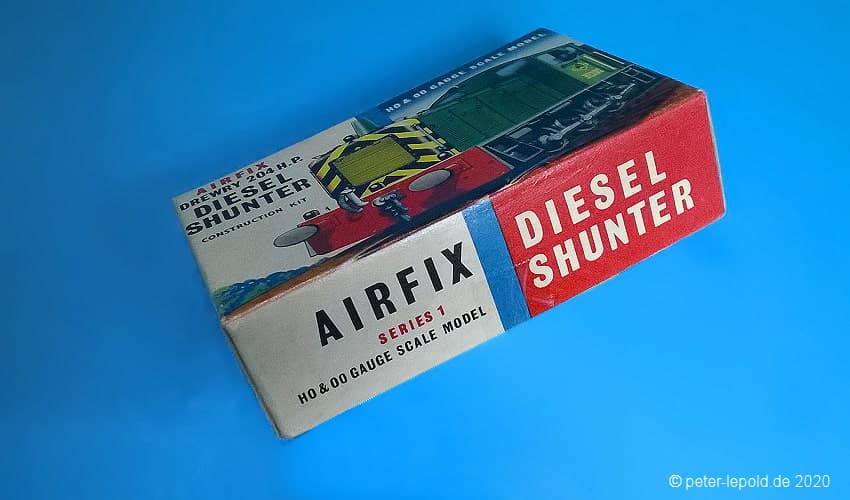 HO & OO GAUGE SCALE MODEL
AIRFIX
DREWRY 204 H.P.
DIESEL
SHUNTER
CONSTRUCTION KIT
AIRFIX
SERIES 1
HO & OO GAUGE SCALE MODEL
DIESEL
SHUNTER
© peter-lepold.de 2020